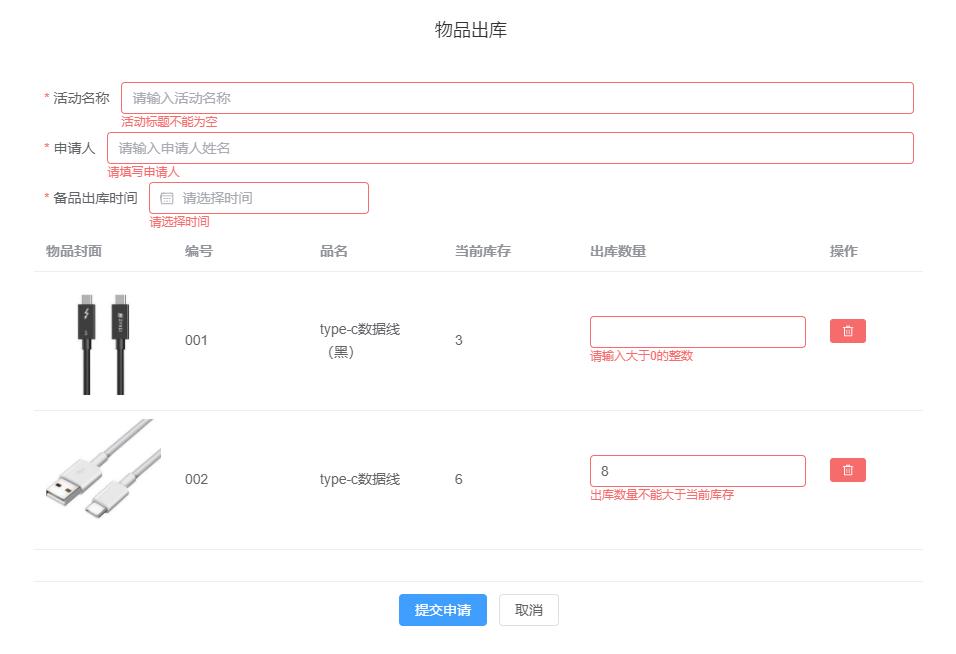 物品出库
* 活动名称 请输入活动名称
活动标题不能为空
* 申请人 请输入申请人姓名
请填写申请人
* 备品出库时间 请选择时间
请选择时间
物品封面 编号 品名 当前库存 出库数量 操作
001 type-c数据线（黑） 3
请输入大于0的整数
002 type-c数据线 6 8
出库数量不能大于当前库存
提交申请 取消